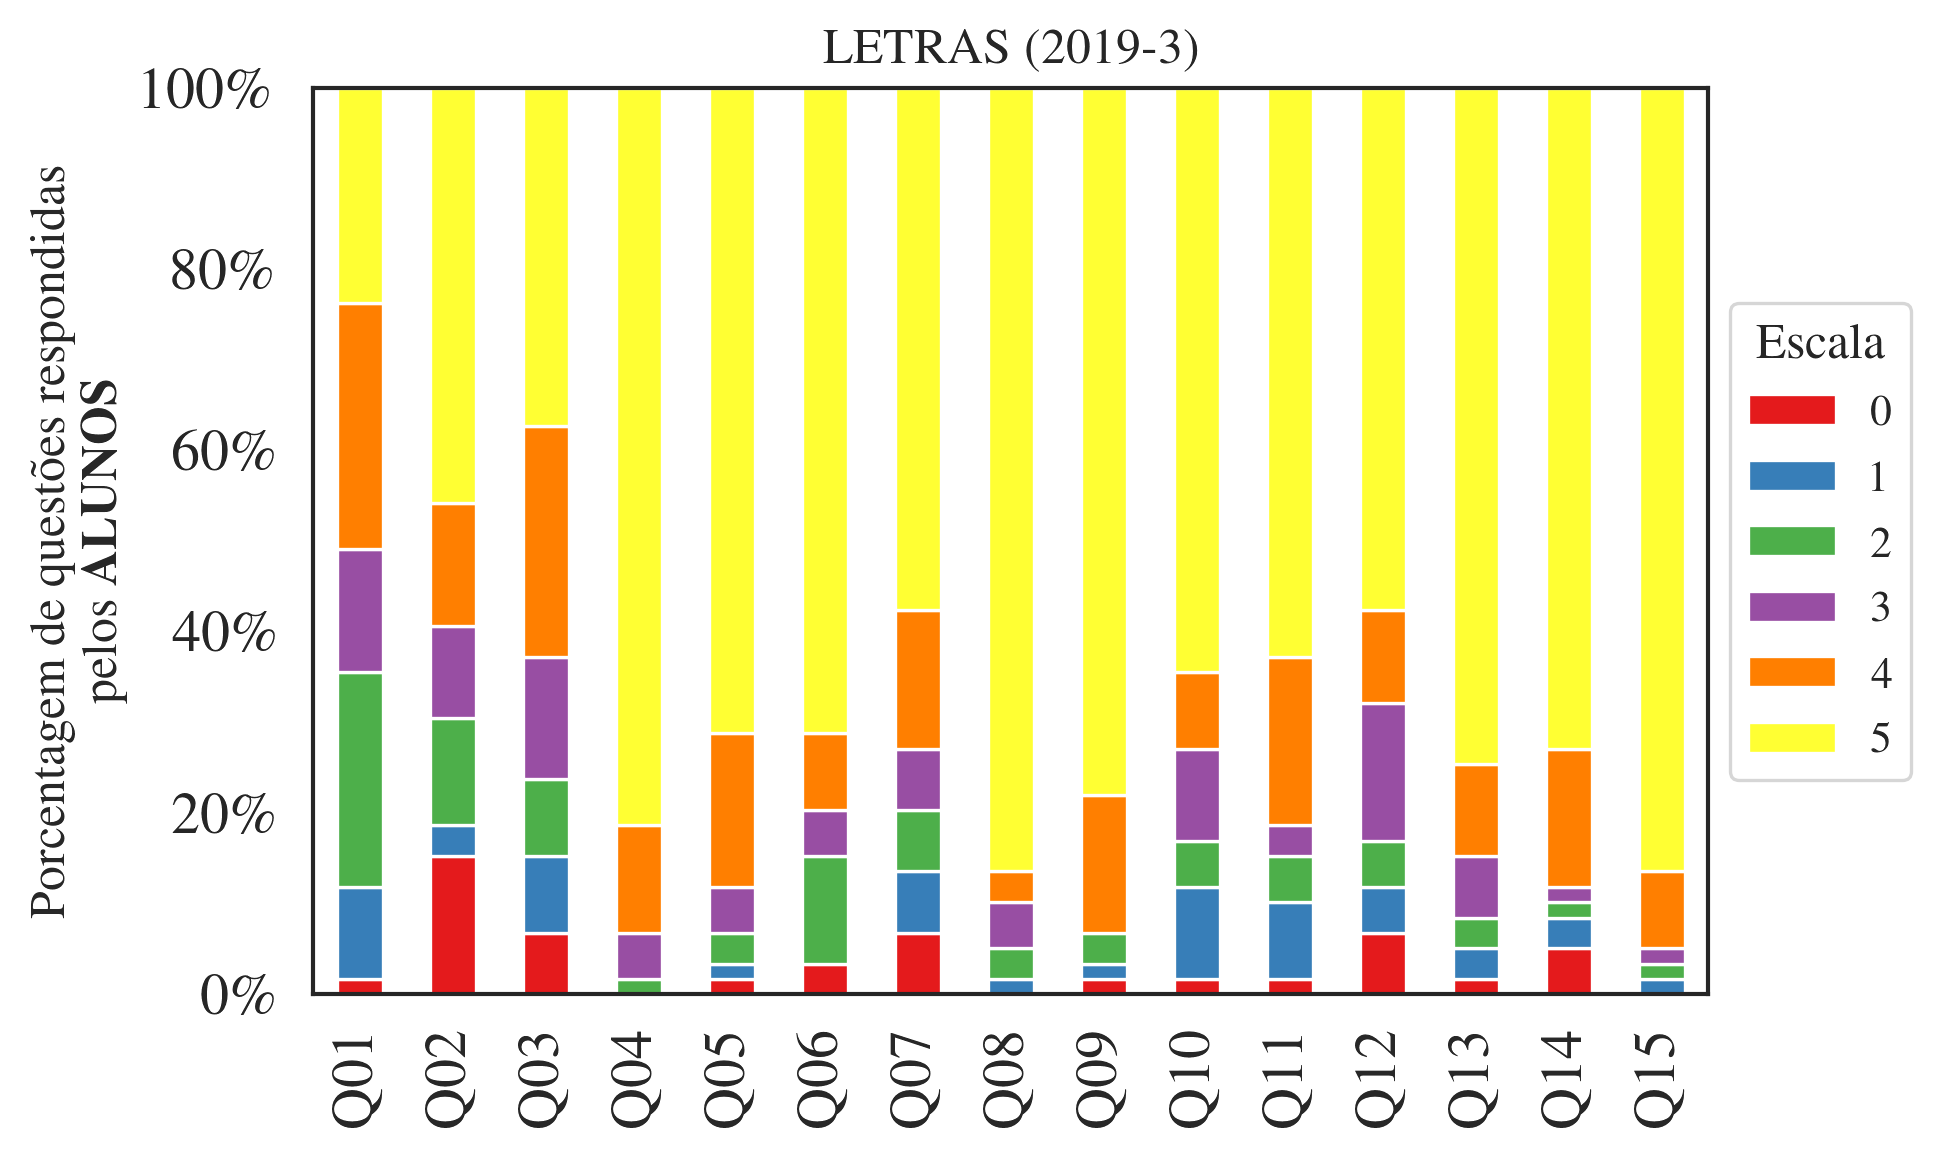 LETRAS (2019-3)
Porcentagem de questões respondidas
pelos ALUNOS
100%
80%
60%
40%
20%
0%
Q01
Q02
Q03
Q04
Q05
Q06
Q07
Q08
Q09
Q10
Q11
Q12
Q13
Q14
Q15
Escala
0
1
2
3
4
5